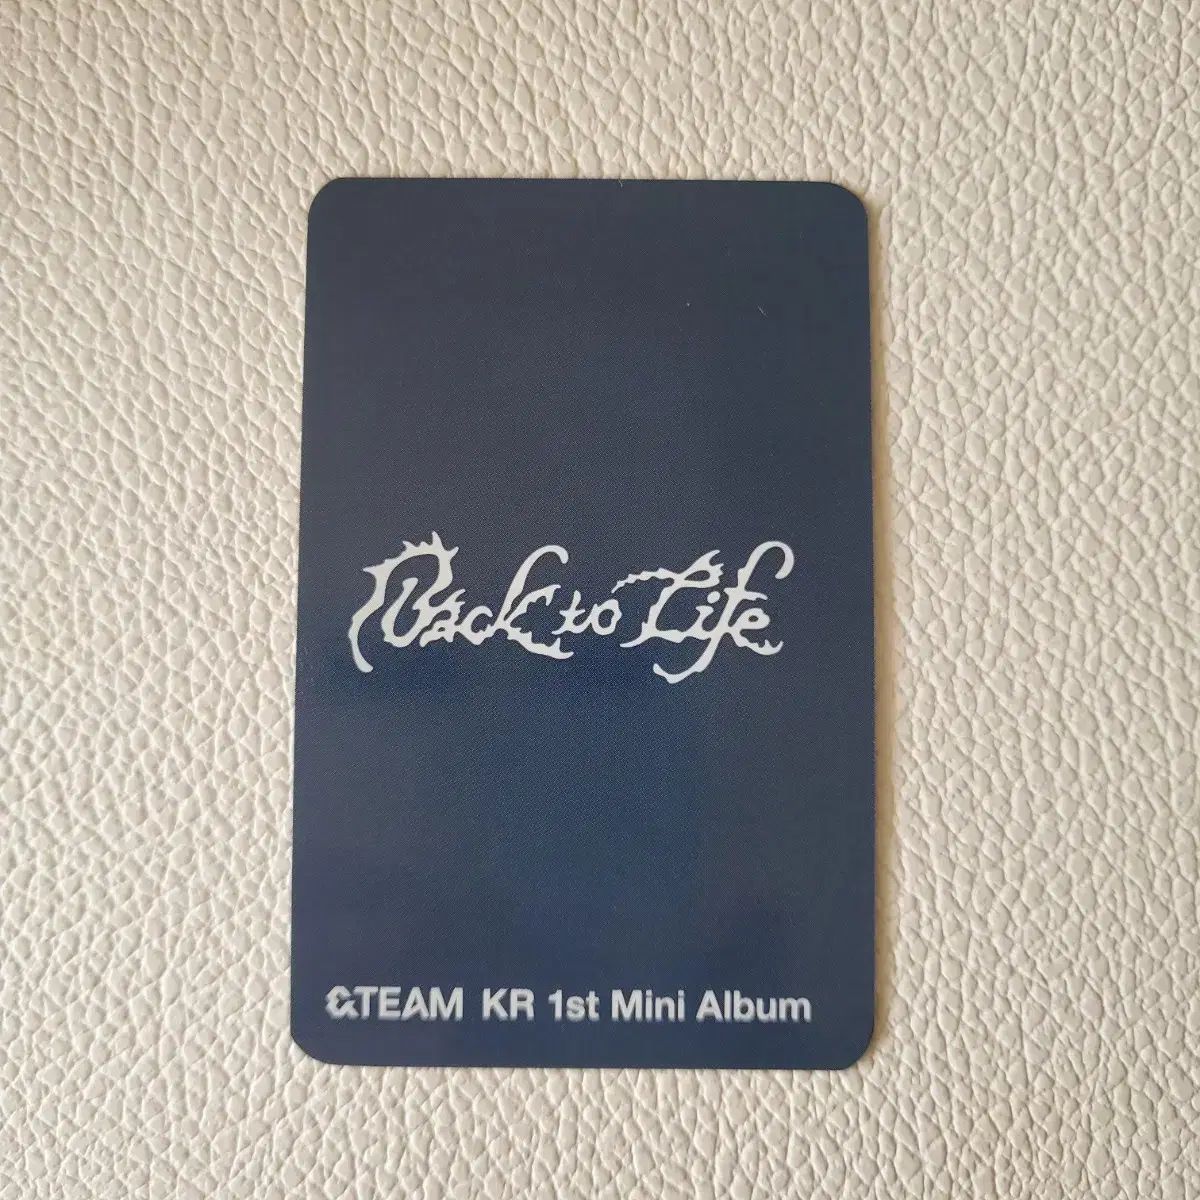 Back to Life
&TEAM KR 1st Mini Album